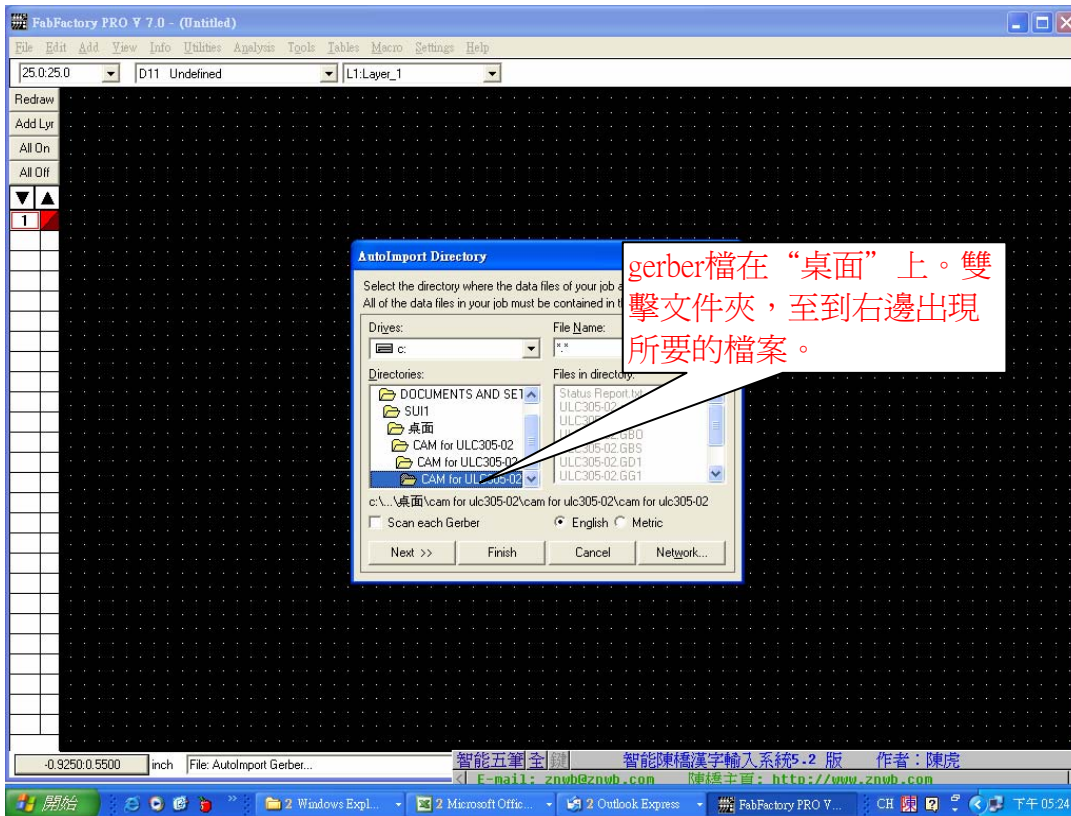 FabFactory PRO V 7.0 - (Untitled)
File Edit Add View Info Utilities Analysis Tools Tables Macro Settings Help
25.0:25.0 D11 Undefined L1:Layer_1
Redraw
Add Lyr
All On
All Off
1
AutoImport Directory
Select the directory where the data files of your job a
All of the data files in your job must be contained in t
gerber檔在“桌面”上。雙
擊文件夾，至到右邊出現
所要的檔案。
Drives: File Name:
c: *.*
Directories: Files in directory:
DOCUMENTS AND SET Status Report.txt
SUI1 ULC305-02
桌面
CAM for ULC305-02 ULC305-02.GBO
CAM for ULC305-02 ULC305-02.GBS
CAM for ULC305-02 ULC305-02.GD1
ULC305-02.GG1
c:\...\桌面\cam for ulc305-02\cam for ulc305-02\cam for ulc305-02
Scan each Gerber English Metric
Next >> Finish Cancel Network...
-0.9250:0.5500 inch File: AutoImport Gerber...
智能五筆 全 鍵 智能陳橋漢字輸入系統5.2 版 作者：陳虎
E-mail: znwb@znwb.com 陳橋主頁: http://www.znwb.com
開始 2 Windows Expl... 2 Microsoft Offic... 2 Outlook Express FabFactory PRO V... CH 陳 下午 05:24